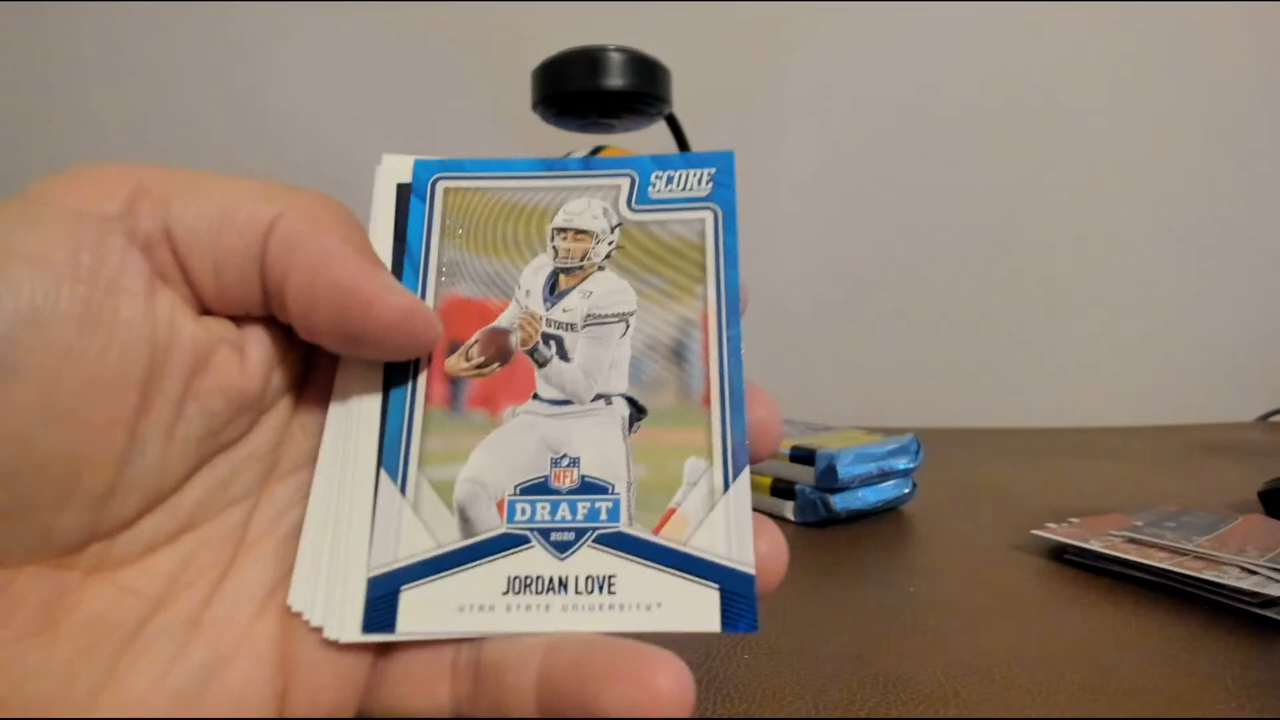 SCORE
STATE
NFL
DRAFT
2020
JORDAN LOVE
UTAH STATE UNIVERSITY®